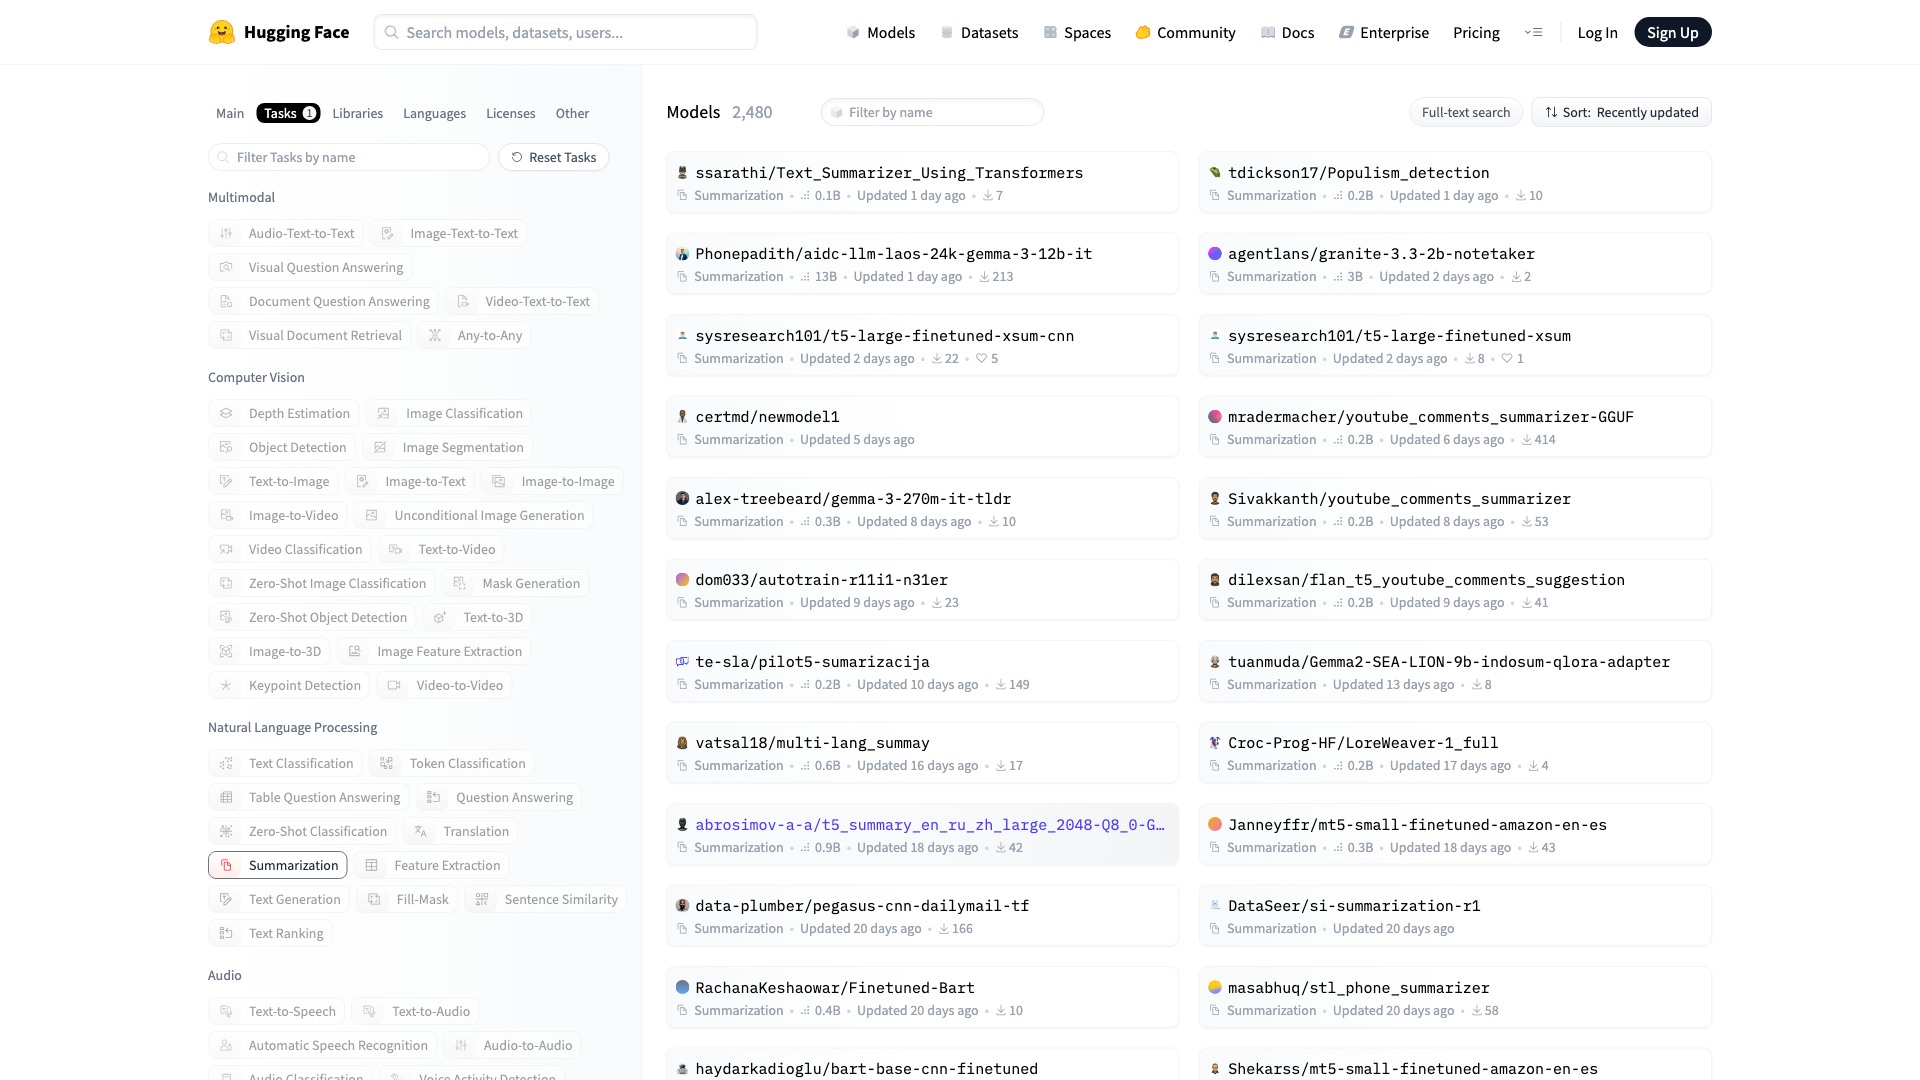 Hugging Face
Search models, datasets, users...
Models
Datasets
Spaces
Community
Docs
Enterprise
Pricing
Log In
Sign Up
Main
Tasks 1
Libraries
Languages
Licenses
Other
Filter Tasks by name
Reset Tasks
Multimodal
Audio-Text-to-Text
Image-Text-to-Text
Visual Question Answering
Document Question Answering
Video-Text-to-Text
Visual Document Retrieval
Any-to-Any
Computer Vision
Depth Estimation
Image Classification
Object Detection
Image Segmentation
Text-to-Image
Image-to-Text
Image-to-Image
Image-to-Video
Unconditional Image Generation
Video Classification
Text-to-Video
Zero-Shot Image Classification
Mask Generation
Zero-Shot Object Detection
Text-to-3D
Image-to-3D
Image Feature Extraction
Keypoint Detection
Video-to-Video
Natural Language Processing
Text Classification
Token Classification
Table Question Answering
Question Answering
Zero-Shot Classification
Translation
Summarization
Feature Extraction
Text Generation
Fill-Mask
Sentence Similarity
Text Ranking
Audio
Text-to-Speech
Text-to-Audio
Automatic Speech Recognition
Audio-to-Audio
Audio Classification
Voice Activity Detection
Models 2,480
Filter by name
Full-text search
Sort: Recently updated
ssarathi/Text_Summarizer_Using_Transformers
Summarization • 0.1B • Updated 1 day ago • 7
tdickson17/Populism_detection
Summarization • 0.2B • Updated 1 day ago • 10
Phonepadith/aidc-llm-laos-24k-gemma-3-12b-it
Summarization • 13B • Updated 1 day ago • 213
agentlans/granite-3.3-2b-notetaker
Summarization • 3B • Updated 2 days ago • 2
sysresearch101/t5-large-finetuned-xsum-cnn
Summarization • Updated 2 days ago • 22 • 5
sysresearch101/t5-large-finetuned-xsum
Summarization • Updated 2 days ago • 8 • 1
certmd/newmodel1
Summarization • Updated 5 days ago
mradermacher/youtube_comments_summarizer-GGUF
Summarization • 0.2B • Updated 6 days ago • 414
alex-treebeard/gemma-3-270m-it-tldr
Summarization • 0.3B • Updated 8 days ago • 10
Sivakkanth/youtube_comments_summarizer
Summarization • 0.2B • Updated 8 days ago • 53
dom033/autotrain-r11i1-n31er
Summarization • Updated 9 days ago • 23
dilexsan/flan_t5_youtube_comments_suggestion
Summarization • 0.2B • Updated 9 days ago • 41
te-sla/pilot5-sumarizacija
Summarization • 0.2B • Updated 10 days ago • 149
tuanmuda/Gemma2-SEA-LION-9b-indosum-qlora-adapter
Summarization • Updated 13 days ago • 8
vatsal18/multi-lang_summay
Summarization • 0.6B • Updated 16 days ago • 17
Croc-Prog-HF/LoreWeaver-1_full
Summarization • 0.2B • Updated 17 days ago • 4
abrosimov-a-a/t5_summary_en_ru_zh_large_2048-Q8_0-G…
Summarization • 0.9B • Updated 18 days ago • 42
Janneyffr/mt5-small-finetuned-amazon-en-es
Summarization • 0.3B • Updated 18 days ago • 43
data-plumber/pegasus-cnn-dailymail-tf
Summarization • Updated 20 days ago • 166
DataSeer/si-summarization-r1
Summarization • Updated 20 days ago
RachanaKeshaowar/Finetuned-Bart
Summarization • 0.4B • Updated 20 days ago • 10
masabhuq/stl_phone_summarizer
Summarization • Updated 20 days ago • 58
haydarkadioglu/bart-base-cnn-finetuned
Shekarss/mt5-small-finetuned-amazon-en-es